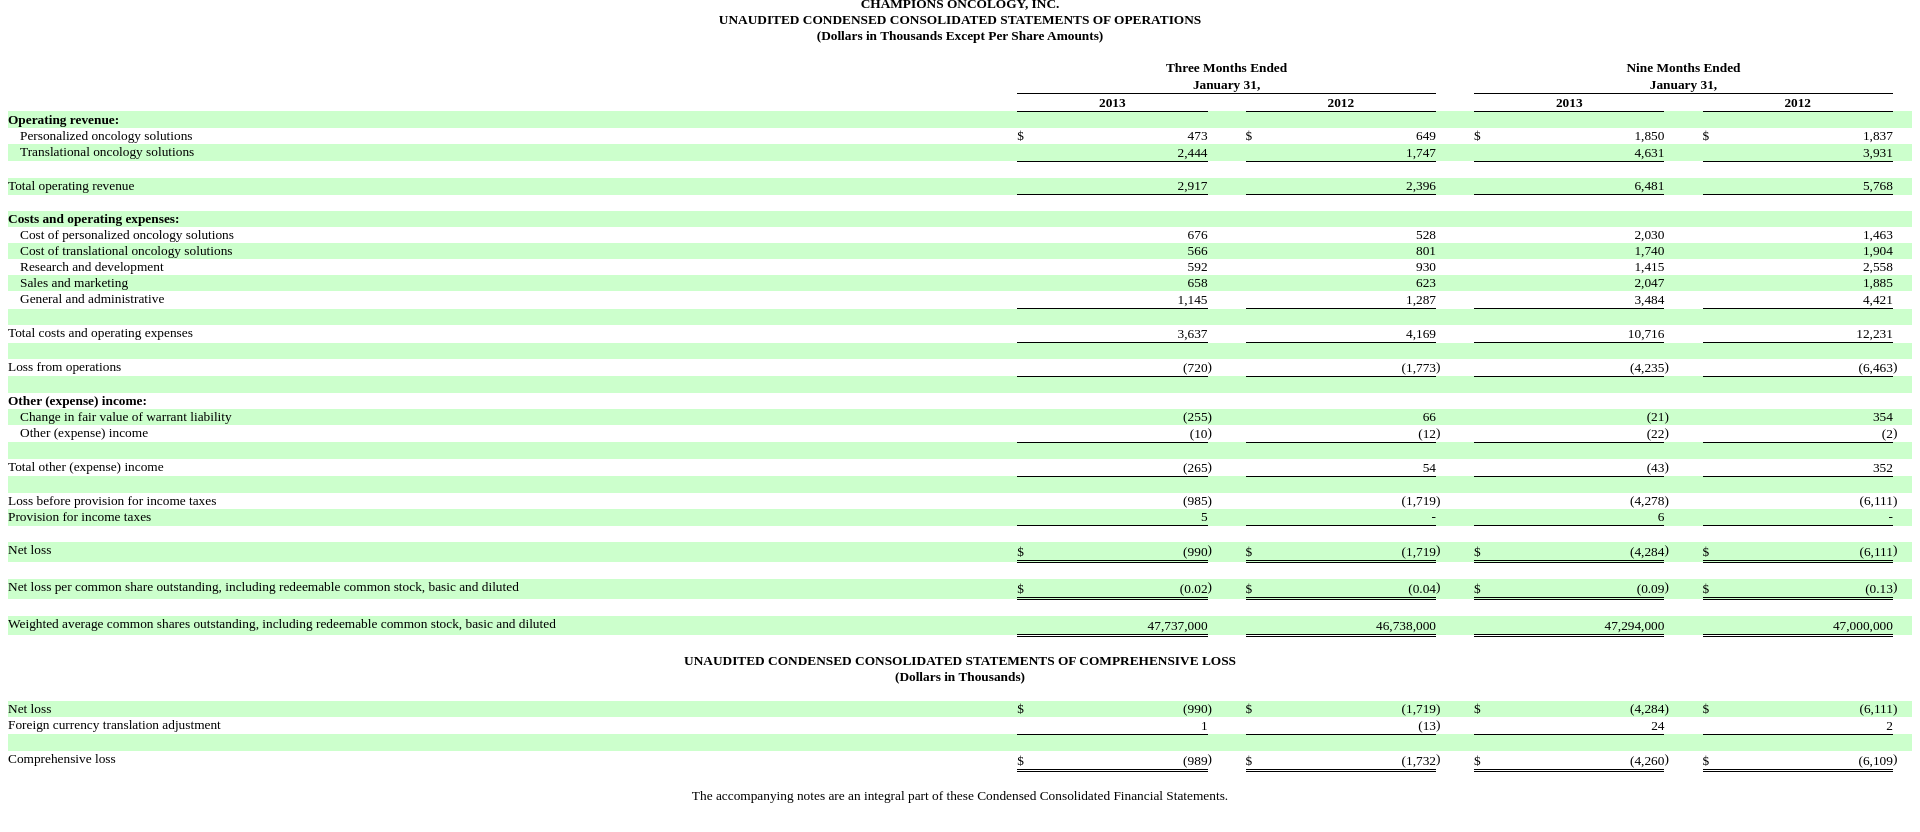 CHAMPIONS ONCOLOGY, INC.
UNAUDITED CONDENSED CONSOLIDATED STATEMENTS OF OPERATIONS
(Dollars in Thousands Except Per Share Amounts)
Three Months Ended Nine Months Ended
January 31, January 31,
2013 2012 2013 2012
Operating revenue:
Personalized oncology solutions $ 473 $ 649 $ 1,850 $ 1,837
Translational oncology solutions 2,444 1,747 4,631 3,931
Total operating revenue 2,917 2,396 6,481 5,768
Costs and operating expenses:
Cost of personalized oncology solutions 676 528 2,030 1,463
Cost of translational oncology solutions 566 801 1,740 1,904
Research and development 592 930 1,415 2,558
Sales and marketing 658 623 2,047 1,885
General and administrative 1,145 1,287 3,484 4,421
Total costs and operating expenses 3,637 4,169 10,716 12,231
Loss from operations (720) (1,773) (4,235) (6,463)
Other (expense) income:
Change in fair value of warrant liability (255) 66 (21) 354
Other (expense) income (10) (12) (22) (2)
Total other (expense) income (265) 54 (43) 352
Loss before provision for income taxes (985) (1,719) (4,278) (6,111)
Provision for income taxes 5 - 6 -
Net loss $ (990) $ (1,719) $ (4,284) $ (6,111)
Net loss per common share outstanding, including redeemable common stock, basic and diluted $ (0.02) $ (0.04) $ (0.09) $ (0.13)
Weighted average common shares outstanding, including redeemable common stock, basic and diluted 47,737,000 46,738,000 47,294,000 47,000,000
UNAUDITED CONDENSED CONSOLIDATED STATEMENTS OF COMPREHENSIVE LOSS
(Dollars in Thousands)
Net loss $ (990) $ (1,719) $ (4,284) $ (6,111)
Foreign currency translation adjustment 1 (13) 24 2
Comprehensive loss $ (989) $ (1,732) $ (4,260) $ (6,109)
The accompanying notes are an integral part of these Condensed Consolidated Financial Statements.